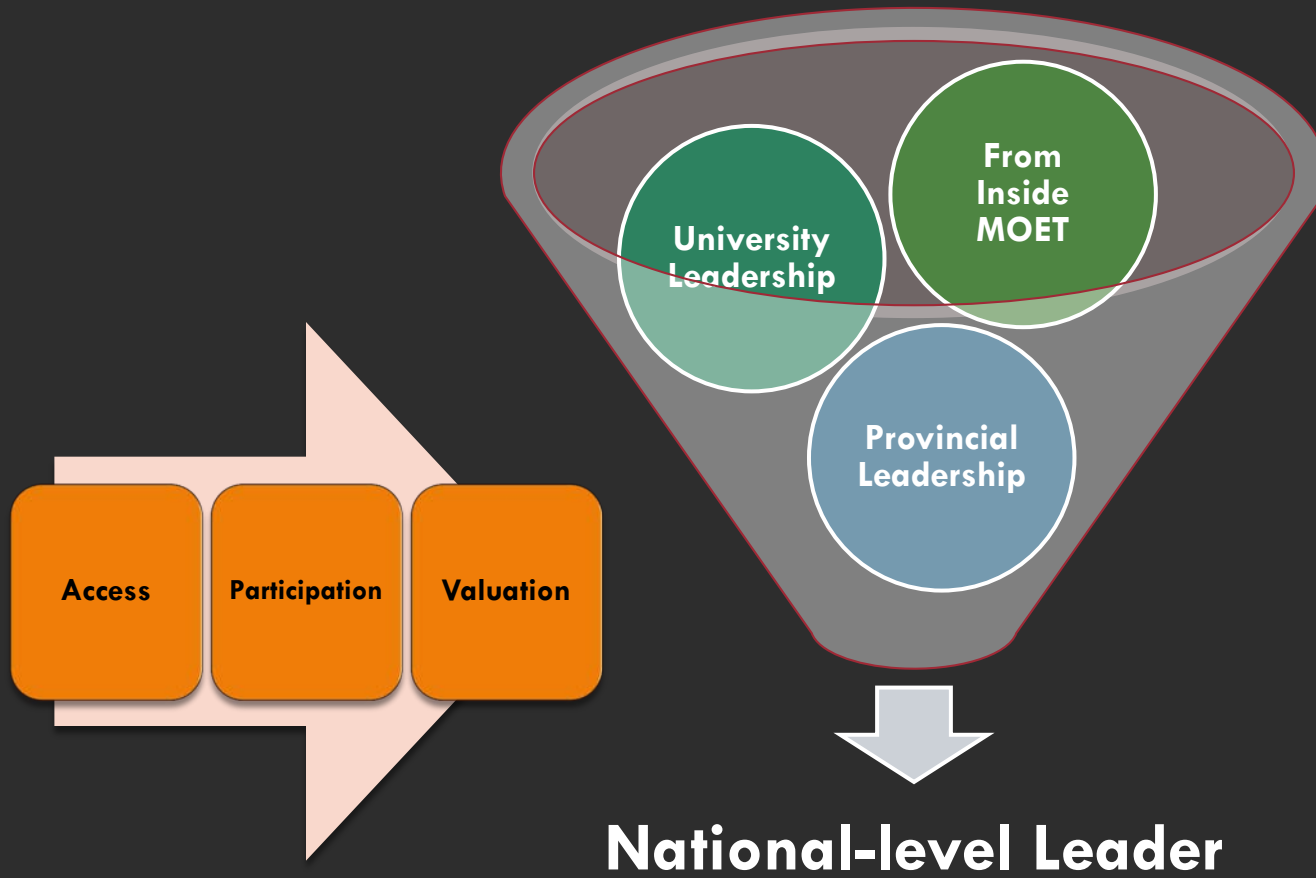 Access
Participation
Valuation
University
Leadership
From
Inside
MOET
Provincial
Leadership
National-level Leader